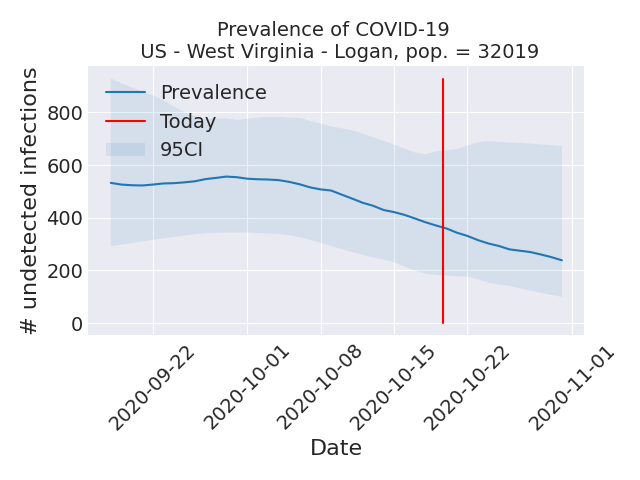 Prevalence of COVID-19
US - West Virginia - Logan, pop. = 32019
# undetected infections
800
600
400
200
0
Prevalence
Today
95CI
2020-09-22
2020-10-01
2020-10-08
2020-10-15
2020-10-22
2020-11-01
Date